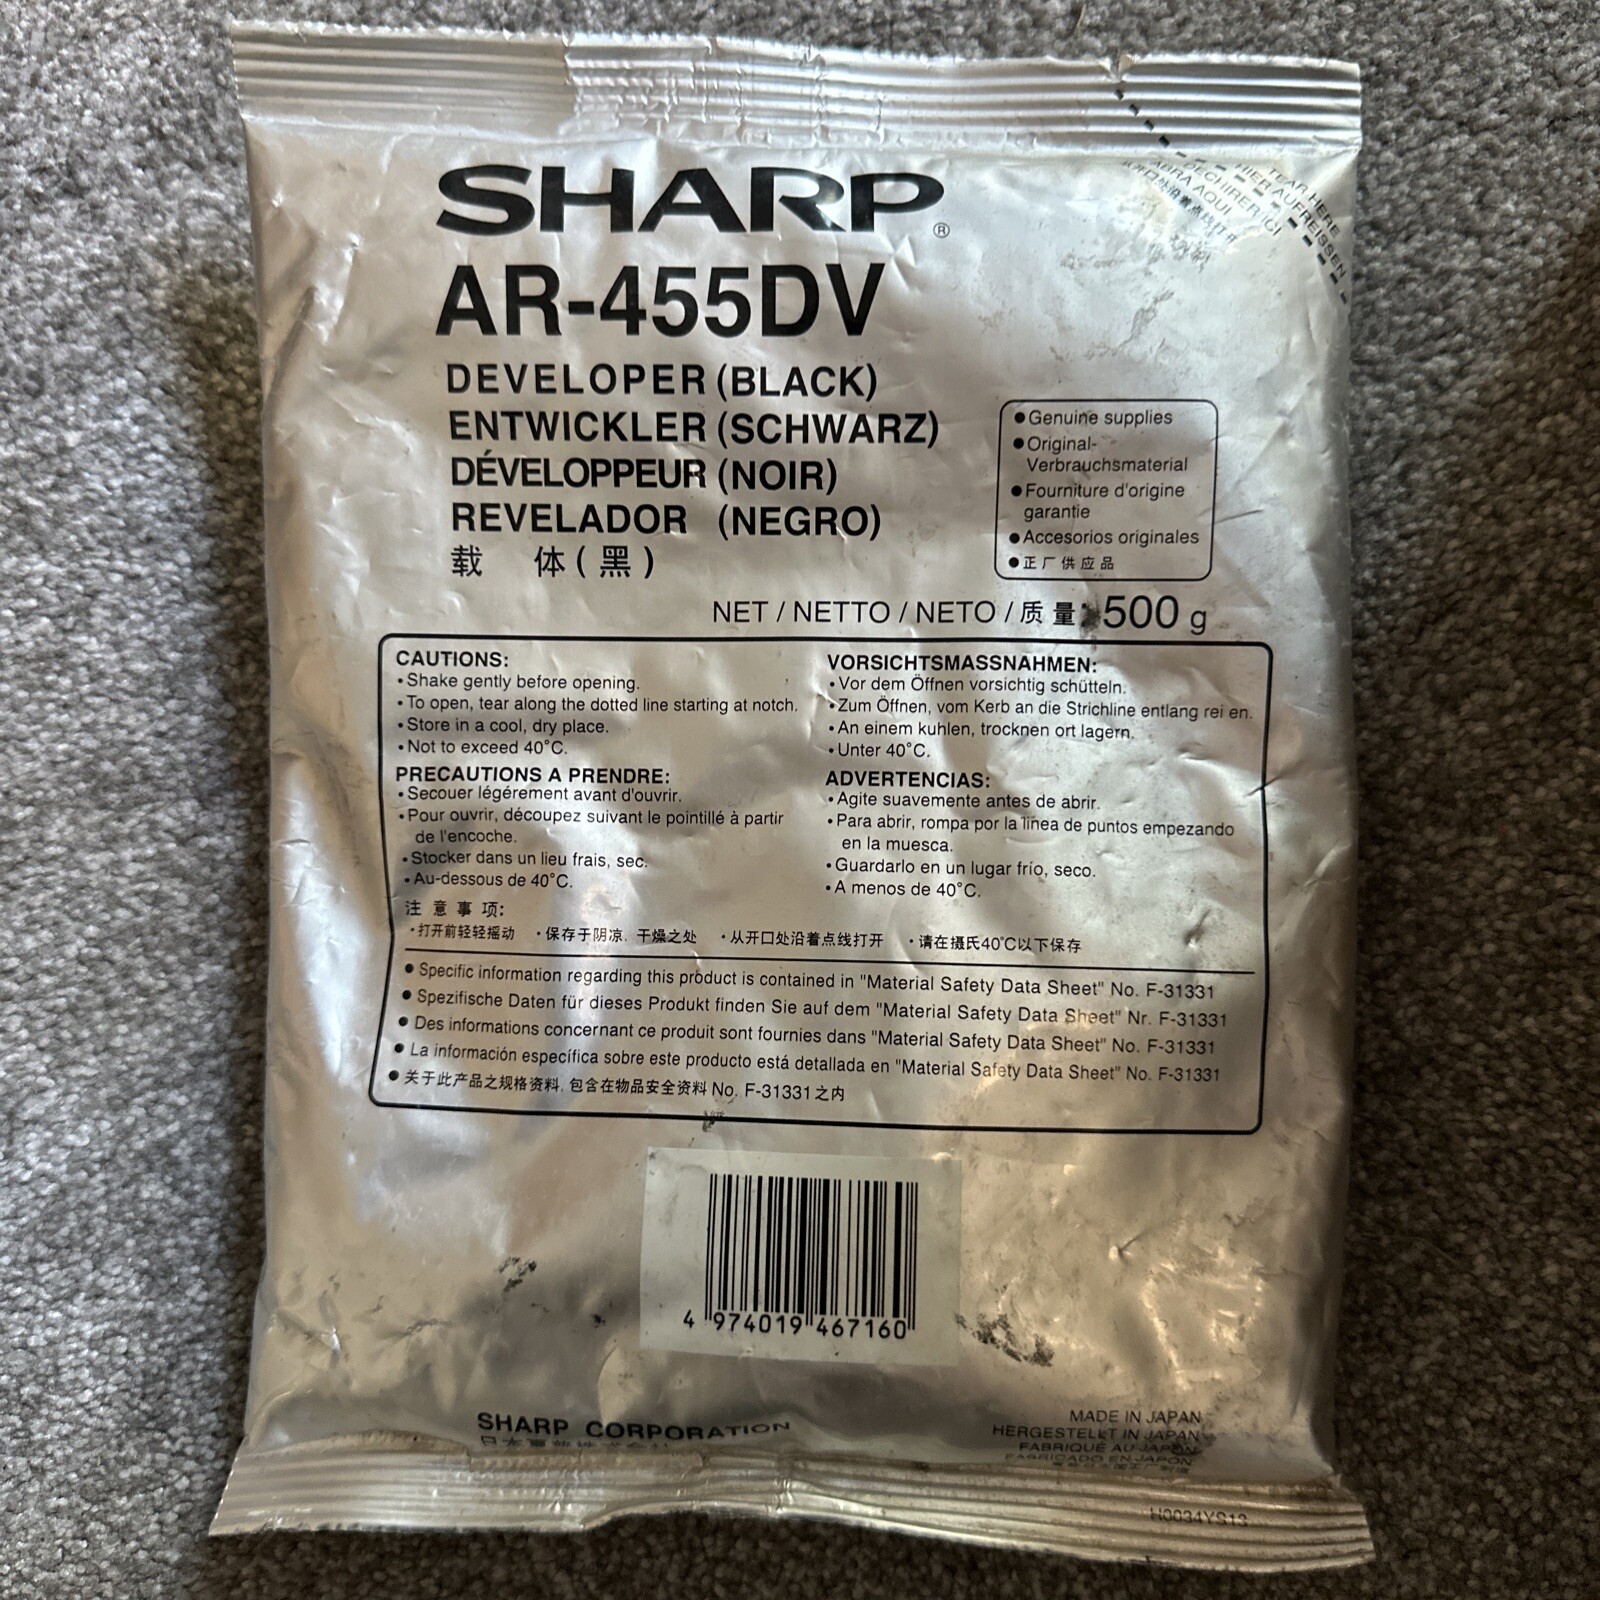 TEAR HERE
HIER AUFREISSEN
DECHIRER ICI
ABRA AQUI
从开口处沿着点线打开
SHARP®
AR-455DV
DEVELOPER (BLACK)
ENTWICKLER (SCHWARZ)
DÉVELOPPEUR (NOIR)
REVELADOR (NEGRO)
载 体 ( 黑 )
● Genuine supplies
● Original-
Verbrauchsmaterial
● Fourniture d'origine
garantie
● Accesorios originales
● 正厂供应品
NET / NETTO / NETO / 质 量: 500 g
CAUTIONS:
• Shake gently before opening.
• To open, tear along the dotted line starting at notch.
• Store in a cool, dry place.
• Not to exceed 40°C.
VORSICHTSMASSNAHMEN:
• Vor dem Öffnen vorsichtig schütteln.
• Zum Öffnen, vom Kerb an die Strichline entlang rei en.
• An einem kuhlen, trocknen ort lagern.
• Unter 40°C.
PRECAUTIONS A PRENDRE:
• Secouer légérement avant d'ouvrir.
• Pour ouvrir, découpez suivant le pointillé à partir
de l'encoche.
• Stocker dans un lieu frais, sec.
• Au-dessous de 40°C.
ADVERTENCIAS:
• Agite suavemente antes de abrir.
• Para abrir, rompa por la línea de puntos empezando
en la muesca.
• Guardarlo en un lugar frío, seco.
• A menos de 40°C.
注 意 事 项:
• 打开前轻轻摇动 • 保存于阴凉、干燥之处 • 从开口处沿着点线打开 • 请在摄氏40°C以下保存
● Specific information regarding this product is contained in "Material Safety Data Sheet" No. F-31331
● Spezifische Daten für dieses Produkt finden Sie auf dem "Material Safety Data Sheet" Nr. F-31331
● Des informations concernant ce produit sont fournies dans "Material Safety Data Sheet" No. F-31331
● La información específica sobre este producto está detallada en "Material Safety Data Sheet" No. F-31331
● 关于此产品之规格资料, 包含在物品安全资料 No. F-31331 之内
4 974019 467160
SHARP CORPORATION
MADE IN JAPAN
HERGESTELLT IN JAPAN
FABRIQUÉ AU JAPON
FABRICADO EN JAPON
H0034YS13